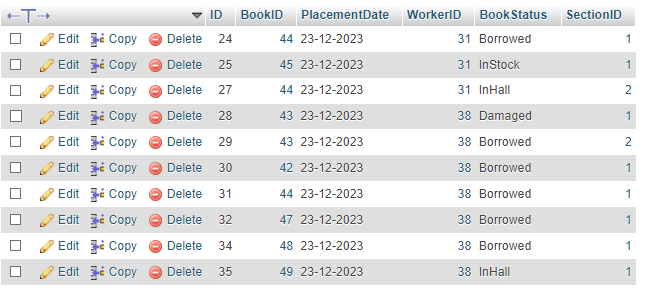 ID BookID PlacementDate WorkerID BookStatus SectionID
Edit Copy Delete 24 44 23-12-2023 31 Borrowed 1
Edit Copy Delete 25 45 23-12-2023 31 InStock 1
Edit Copy Delete 27 44 23-12-2023 31 InHall 2
Edit Copy Delete 28 43 23-12-2023 38 Damaged 1
Edit Copy Delete 29 43 23-12-2023 38 Borrowed 2
Edit Copy Delete 30 42 23-12-2023 38 Borrowed 1
Edit Copy Delete 31 44 23-12-2023 38 Borrowed 1
Edit Copy Delete 32 47 23-12-2023 38 Borrowed 1
Edit Copy Delete 34 48 23-12-2023 38 Borrowed 1
Edit Copy Delete 35 49 23-12-2023 38 InHall 1